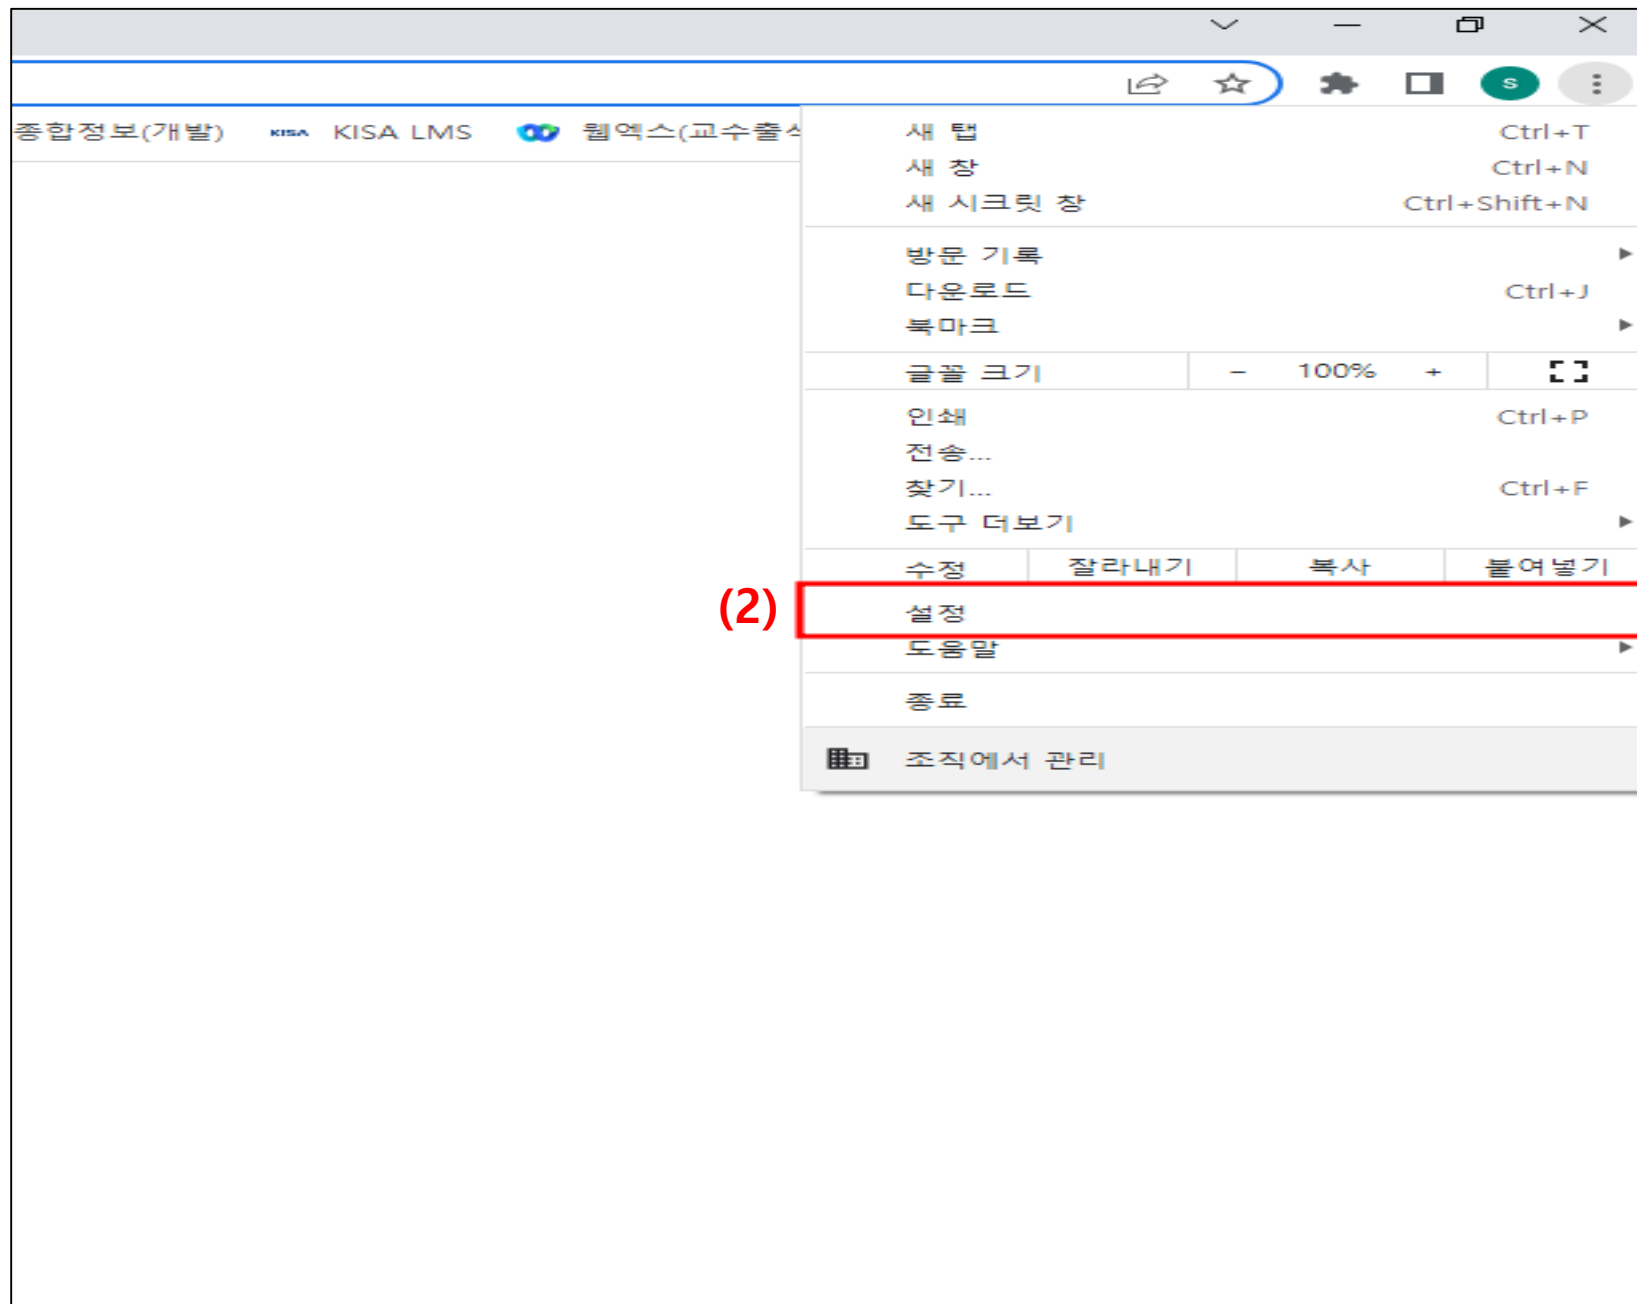 S
종합정보(개발) KISA KISA LMS 웹엑스(교수출석
새 탭 Ctrl+T
새 창 Ctrl+N
새 시크릿 창 Ctrl+Shift+N
방문 기록
다운로드 Ctrl+J
북마크
글꼴 크기 - 100% +
인쇄 Ctrl+P
전송...
찾기... Ctrl+F
도구 더보기
수정 잘라내기 복사 붙여넣기
(2) 설정
도움말
종료
조직에서 관리